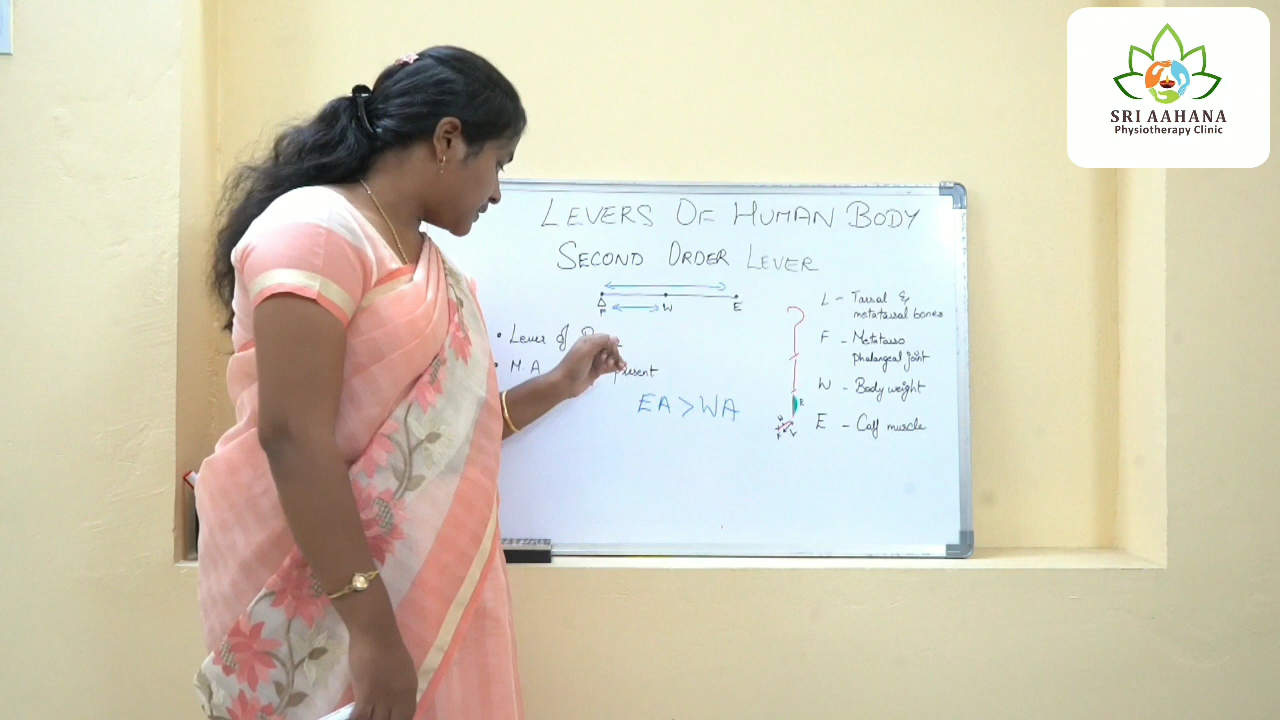 SRI AAHANA
Physiotherapy Clinic
LEVERS OF HUMAN BODY
SECOND ORDER LEVER
F W E
• Lever of
• M.A present
EA > WA
L - Tarsal &
metatarsal bones
F - Metatarso
phalangeal joint
W - Body weight
E - Calf muscle
E
W
F